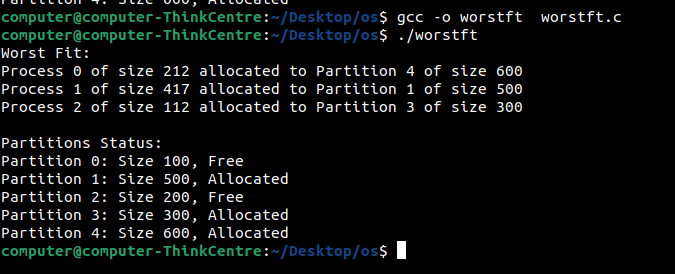 Partition 4: Size 600, Allocated
computer@computer-ThinkCentre:~/Desktop/os$ gcc -o worstft  worstft.c
computer@computer-ThinkCentre:~/Desktop/os$ ./worstft
Worst Fit:
Process 0 of size 212 allocated to Partition 4 of size 600
Process 1 of size 417 allocated to Partition 1 of size 500
Process 2 of size 112 allocated to Partition 3 of size 300

Partitions Status:
Partition 0: Size 100, Free
Partition 1: Size 500, Allocated
Partition 2: Size 200, Free
Partition 3: Size 300, Allocated
Partition 4: Size 600, Allocated
computer@computer-ThinkCentre:~/Desktop/os$